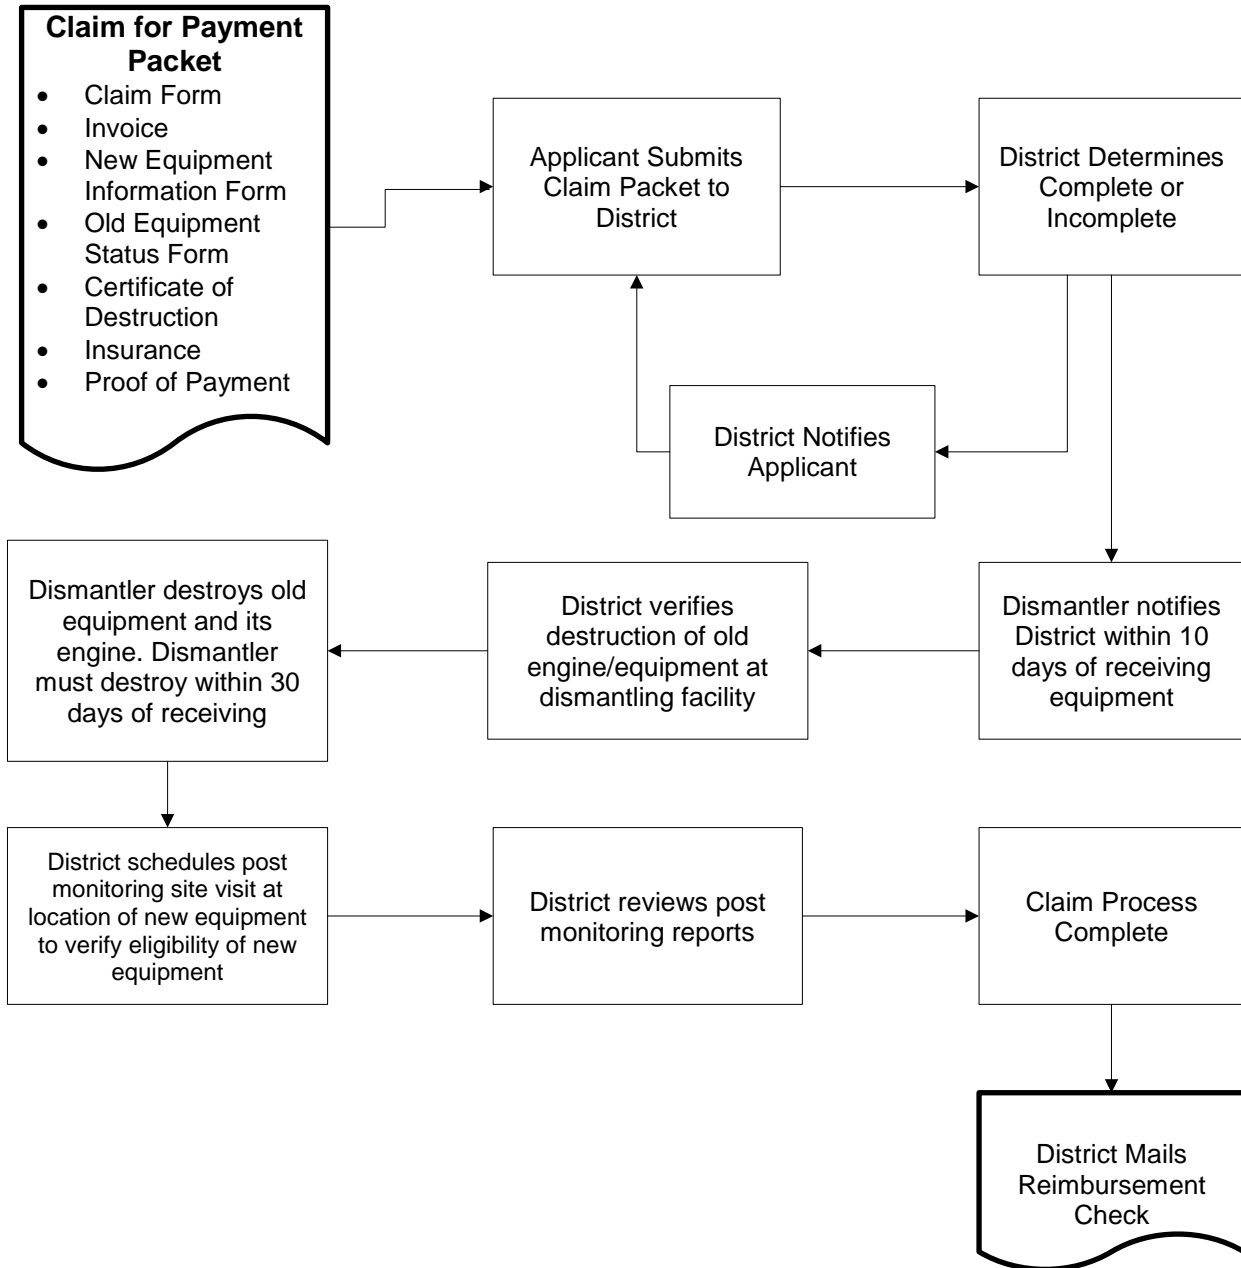 Claim for Payment
Packet
• Claim Form
• Invoice
• New Equipment
Information Form
• Old Equipment
Status Form
• Certificate of
Destruction
• Insurance
• Proof of Payment
Applicant Submits
Claim Packet to
District
District Determines
Complete or
Incomplete
District Notifies
Applicant
Dismantler notifies
District within 10
days of receiving
equipment
District verifies
destruction of old
engine/equipment at
dismantling facility
Dismantler destroys old
equipment and its
engine. Dismantler
must destroy within 30
days of receiving
District schedules post
monitoring site visit at
location of new equipment
to verify eligibility of new
equipment
District reviews post
monitoring reports
Claim Process
Complete
District Mails
Reimbursement
Check